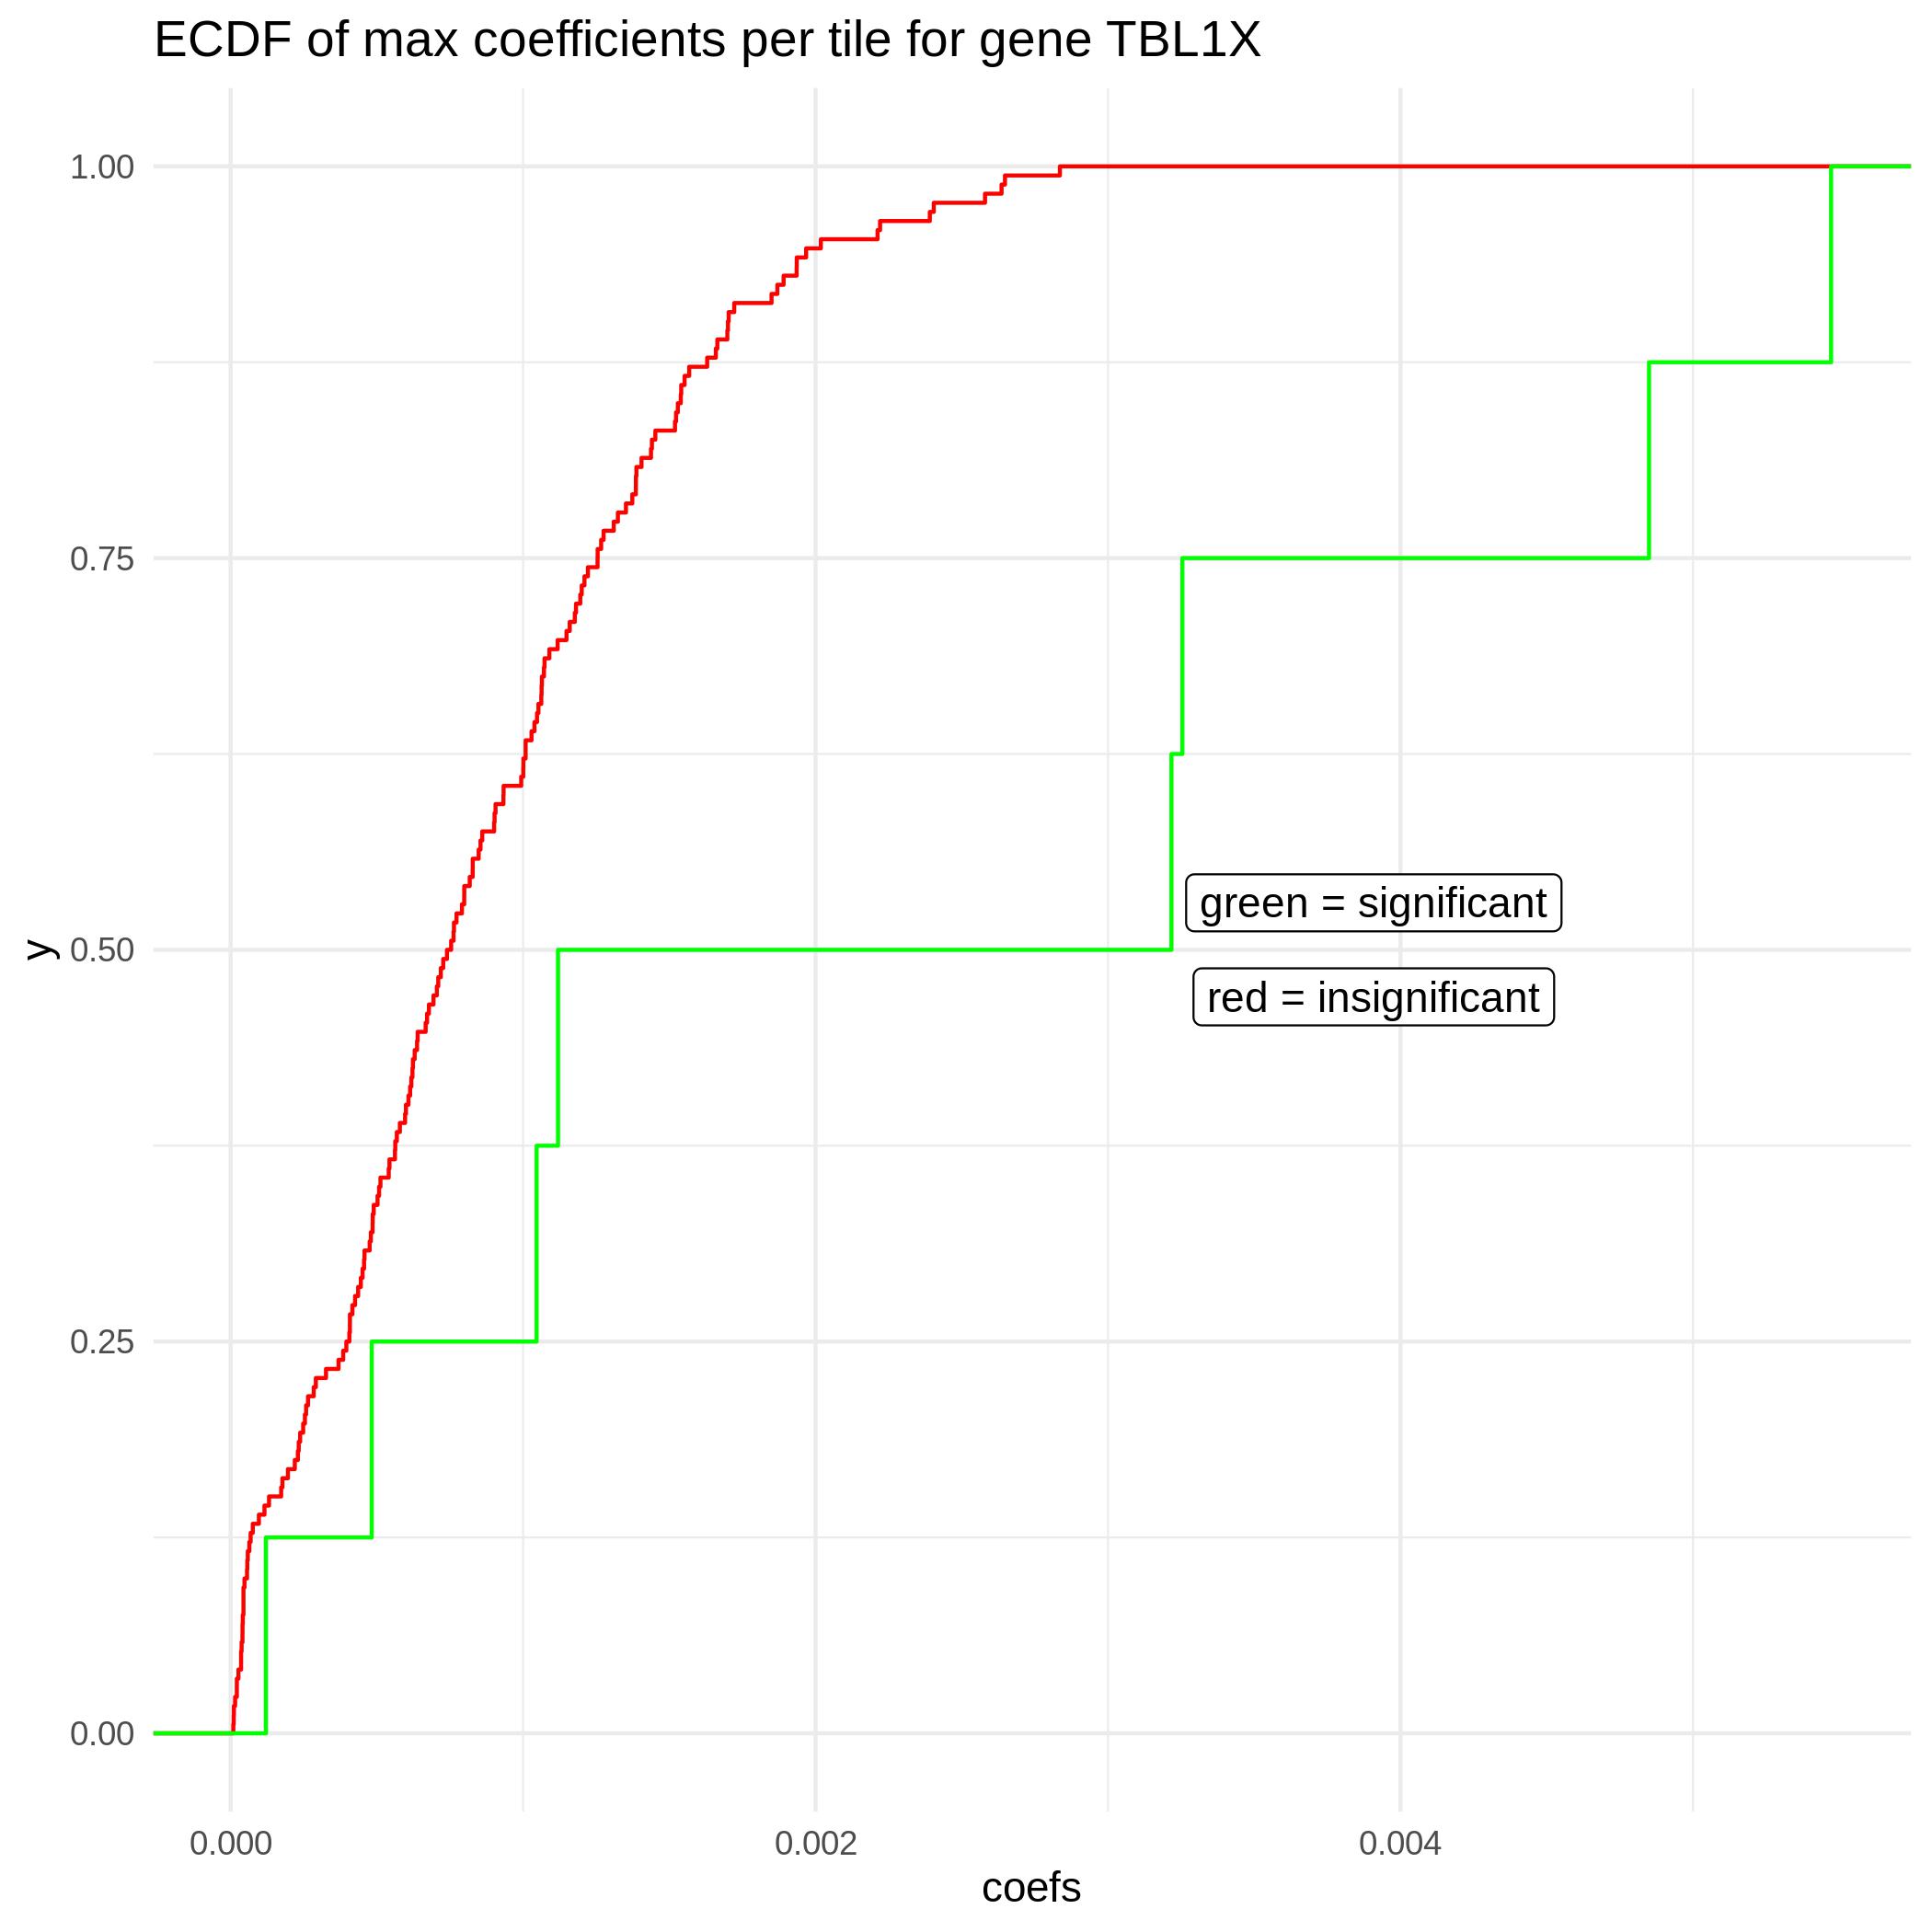 ECDF of max coefficients per tile for gene TBL1X
1.00
0.75
0.50
0.25
0.00
y
green = significant
red = insignificant
0.000
0.002
0.004
coefs